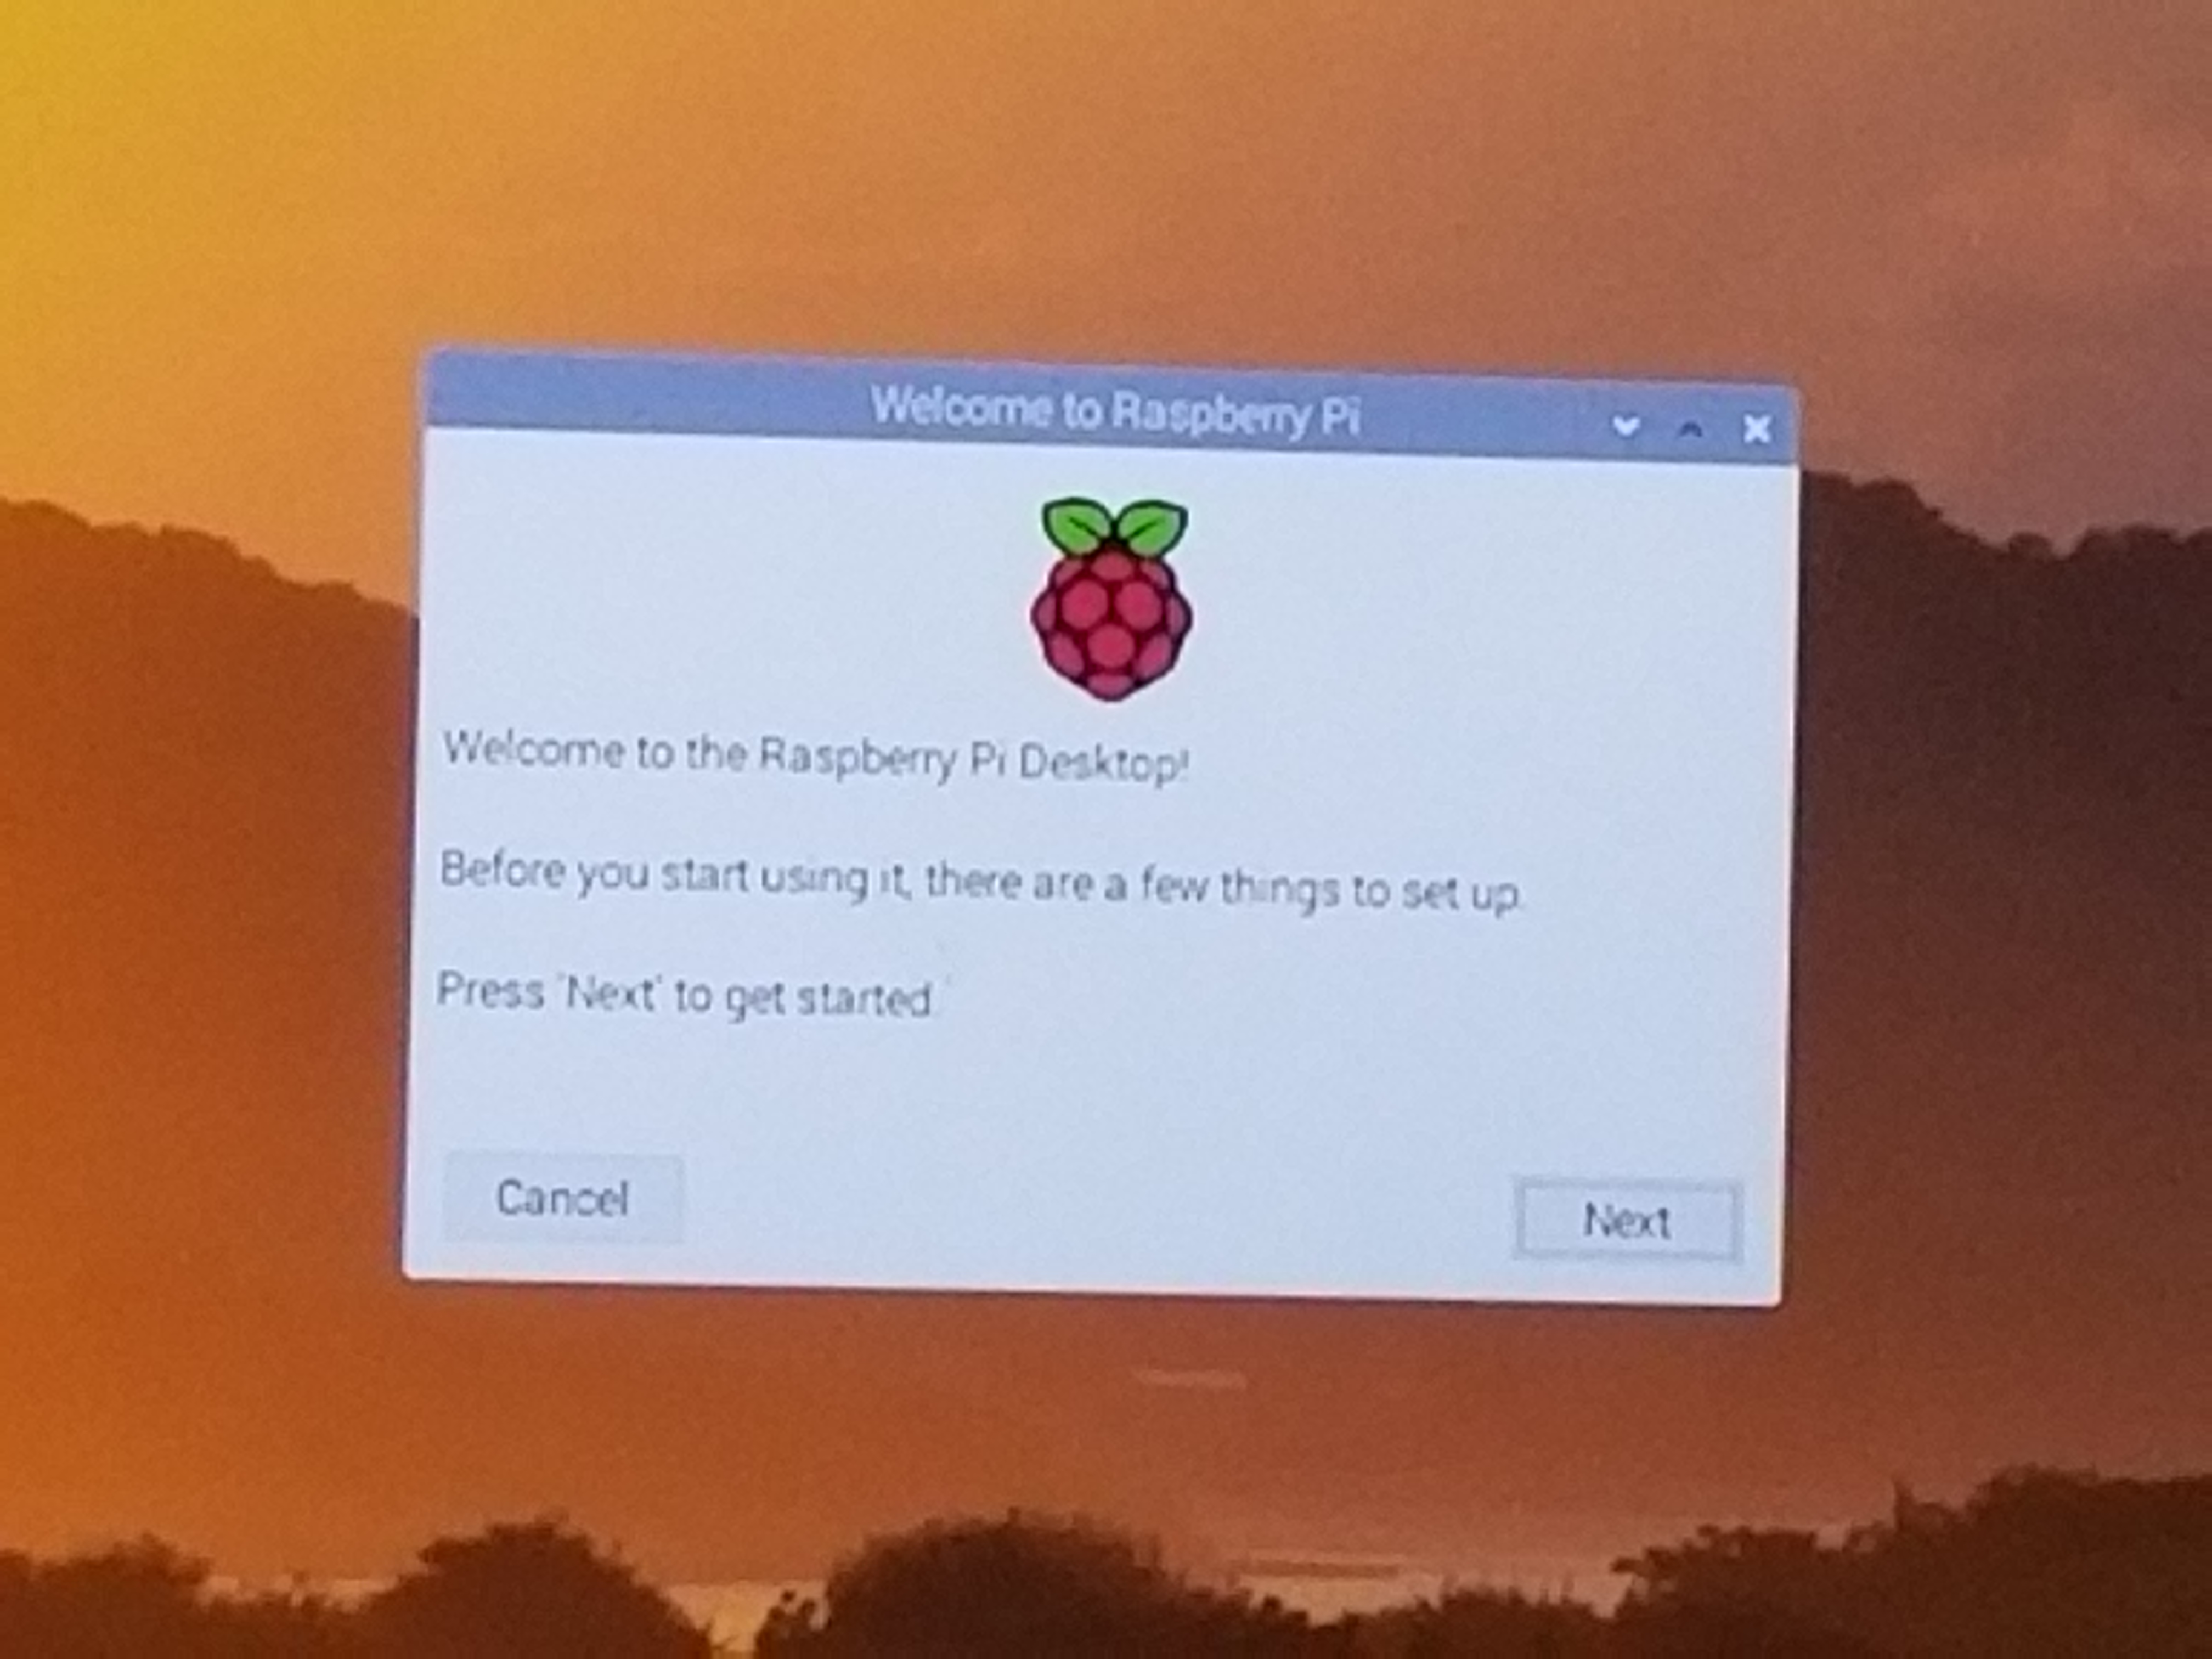 Welcome to Raspberry Pi
Welcome to the Raspberry Pi Desktop!
Before you start using it, there are a few things to set up.
Press 'Next' to get started.
Cancel
Next